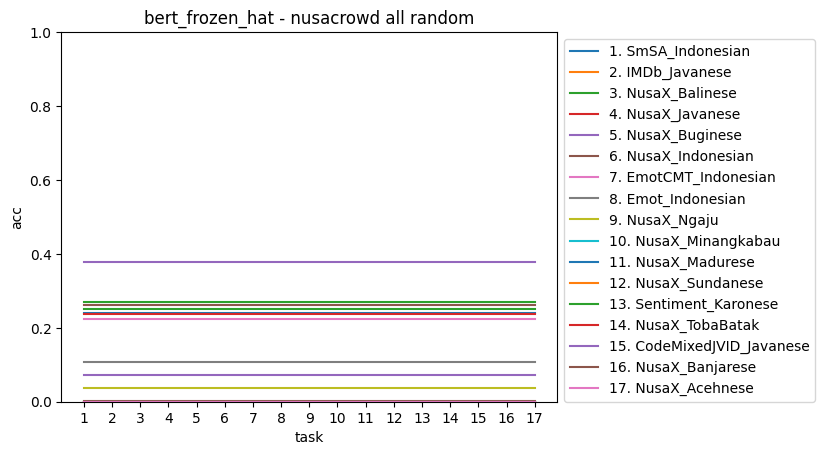 bert_frozen_hat - nusacrowd all random
1.0
0.8
0.6
0.4
0.2
0.0
acc
1 2 3 4 5 6 7 8 9 10 11 12 13 14 15 16 17
task
1. SmSA_Indonesian
2. IMDb_Javanese
3. NusaX_Balinese
4. NusaX_Javanese
5. NusaX_Buginese
6. NusaX_Indonesian
7. EmotCMT_Indonesian
8. Emot_Indonesian
9. NusaX_Ngaju
10. NusaX_Minangkabau
11. NusaX_Madurese
12. NusaX_Sundanese
13. Sentiment_Karonese
14. NusaX_TobaBatak
15. CodeMixedJVID_Javanese
16. NusaX_Banjarese
17. NusaX_Acehnese